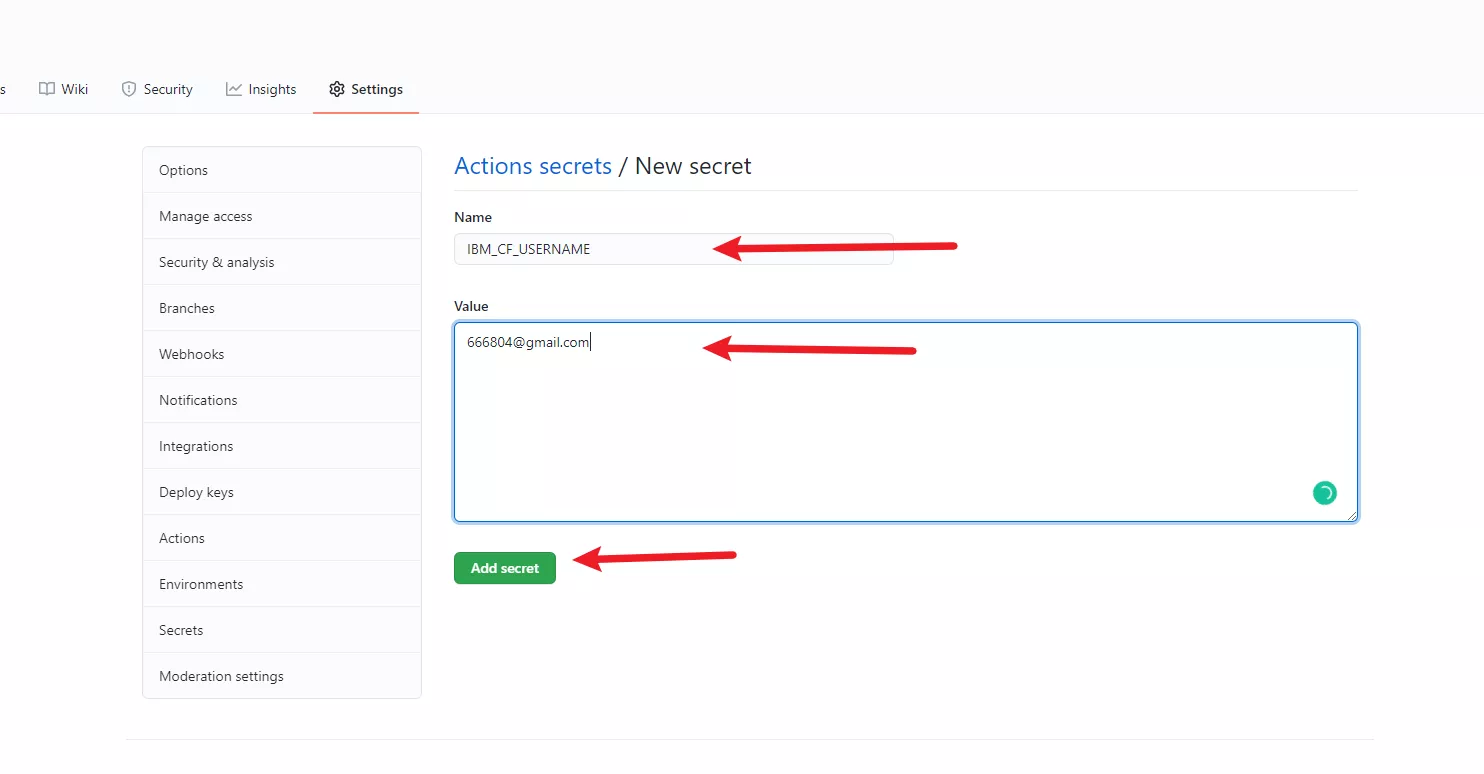 s Wiki Security Insights Settings
Options
Manage access
Security & analysis
Branches
Webhooks
Notifications
Integrations
Deploy keys
Actions
Environments
Secrets
Moderation settings
Actions secrets / New secret
Name
IBM_CF_USERNAME
Value
666804@gmail.com
Add secret